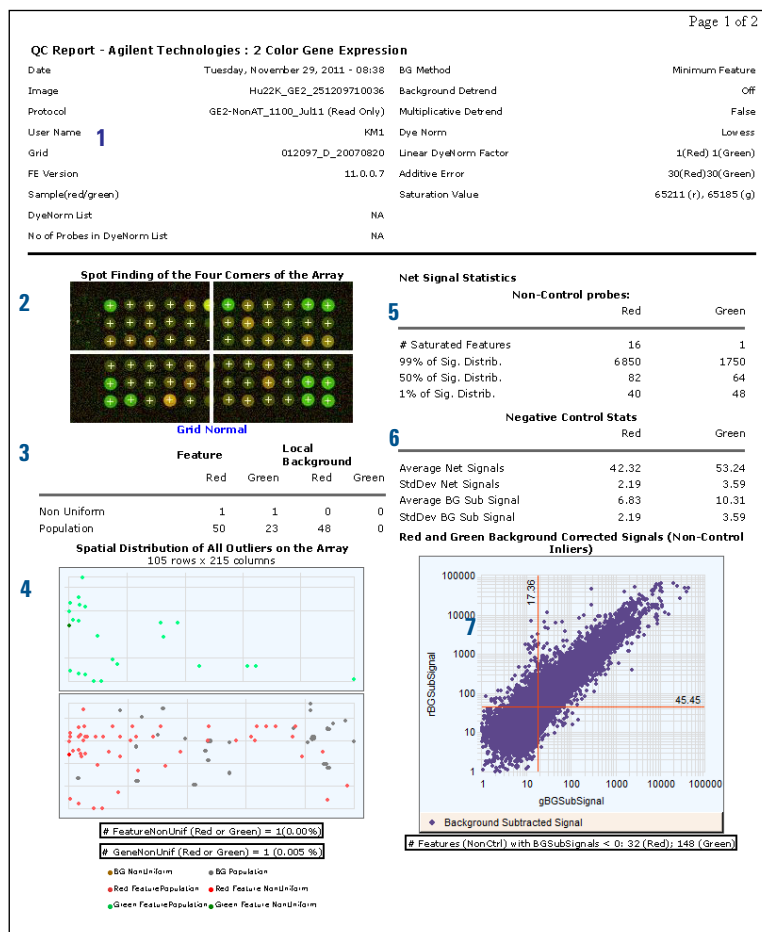 Page 1 of 2
QC Report - Agilent Technologies : 2 Color Gene Expression
Date Tuesday, November 29, 2011 - 08:38 BG Method Minimum Feature
Image Hu22K_GE2_251209710036 Background Detrend Off
Protocol GE2-NonAT_1100_Jul11 (Read Only) Multiplicative Detrend False
User Name KM1 Dye Norm Lowess
1
Grid 012097_D_20070820 Linear DyeNorm Factor 1(Red) 1(Green)
FE Version 11.0.0.7 Additive Error 30(Red)30(Green)
Sample(red/green) Saturation Value 65211 (r), 65185 (g)
DyeNorm List NA
No of Probes in DyeNorm List NA
2
Spot Finding of the Four Corners of the Array
Grid Normal
3
Feature Local Background
Red Green Red Green
Non Uniform 1 1 0 0
Population 50 23 48 0
4
Spatial Distribution of All Outliers on the Array
105 rows x 215 columns
# FeatureNonUnif (Red or Green) = 1(0.00%)
# GeneNonUnif (Red or Green) = 1 (0.005 %)
BG NonUniform BG Population
Red FeaturePopulation Red Feature NonUniform
Green FeaturePopulation Green Feature NonUniform
Net Signal Statistics
5
Non-Control probes:
Red Green
# Saturated Features 16 1
99% of Sig. Distrib. 6850 1750
50% of Sig. Distrib. 82 64
1% of Sig. Distrib. 40 48
6
Negative Control Stats
Red Green
Average Net Signals 42.32 53.24
StdDev Net Signals 2.19 3.59
Average BG Sub Signal 6.83 10.31
StdDev BG Sub Signal 2.19 3.59
Red and Green Background Corrected Signals (Non-Control
Inliers)
7
100000
10000
1000
100
10
1
rBGSubSignal
17.36
45.45
1 10 100 1000 10000 100000
gBGSubSignal
Background Subtracted Signal
# Features (NonCtrl) with BGSubSignals < 0: 32 (Red); 148 (Green)